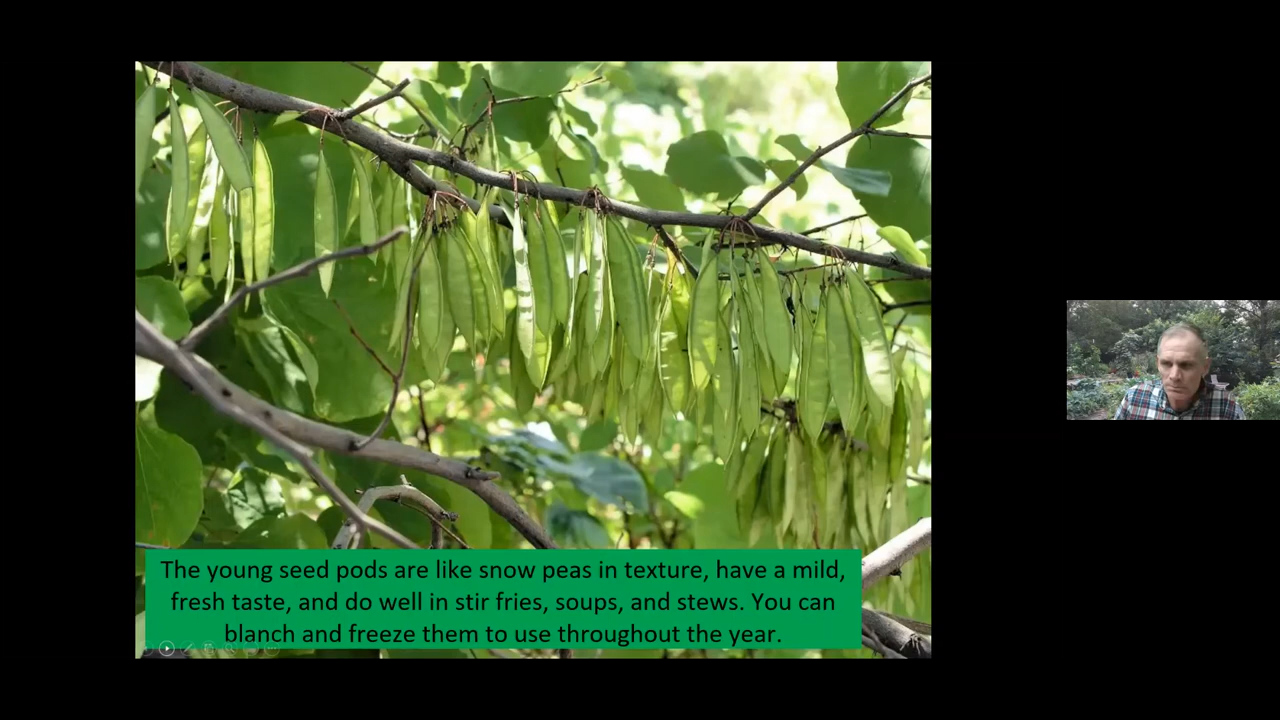 The young seed pods are like snow peas in texture, have a mild,
fresh taste, and do well in stir fries, soups, and stews. You can
blanch and freeze them to use throughout the year.